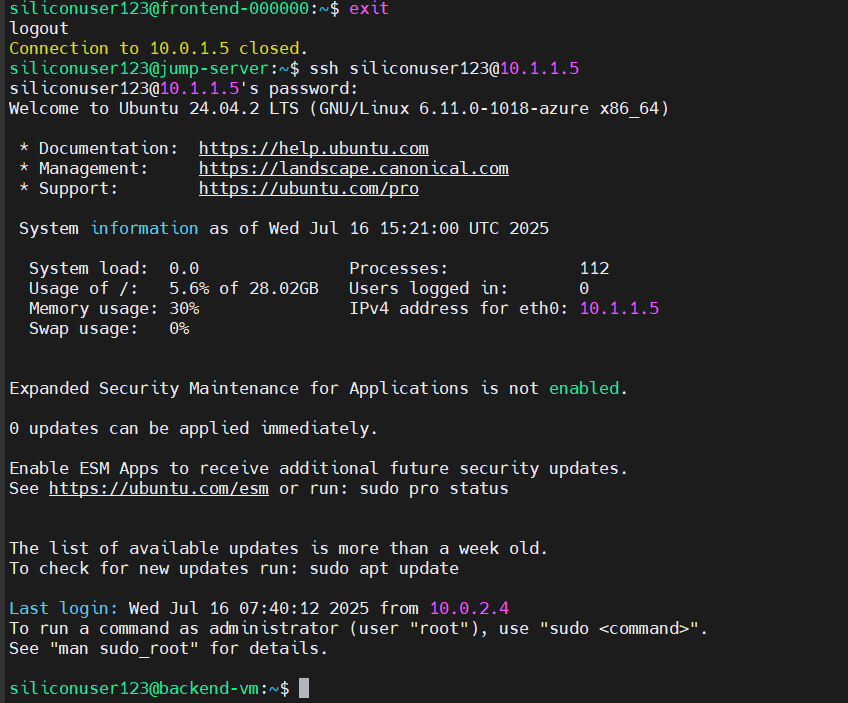 siliconuser123@frontend-000000:~$ exit
logout
Connection to 10.0.1.5 closed.
siliconuser123@jump-server:~$ ssh siliconuser123@10.1.1.5
siliconuser123@10.1.1.5's password:
Welcome to Ubuntu 24.04.2 LTS (GNU/Linux 6.11.0-1018-azure x86_64)
* Documentation:  https://help.ubuntu.com
* Management:     https://landscape.canonical.com
* Support:        https://ubuntu.com/pro
System information as of Wed Jul 16 15:21:00 UTC 2025
System load:  0.0               Processes:             112
Usage of /:   5.6% of 28.02GB   Users logged in:       0
Memory usage: 30%               IPv4 address for eth0: 10.1.1.5
Swap usage:   0%
Expanded Security Maintenance for Applications is not enabled.
0 updates can be applied immediately.
Enable ESM Apps to receive additional future security updates.
See https://ubuntu.com/esm or run: sudo pro status
The list of available updates is more than a week old.
To check for new updates run: sudo apt update
Last login: Wed Jul 16 07:40:12 2025 from 10.0.2.4
To run a command as administrator (user "root"), use "sudo <command>".
See "man sudo_root" for details.
siliconuser123@backend-vm:~$